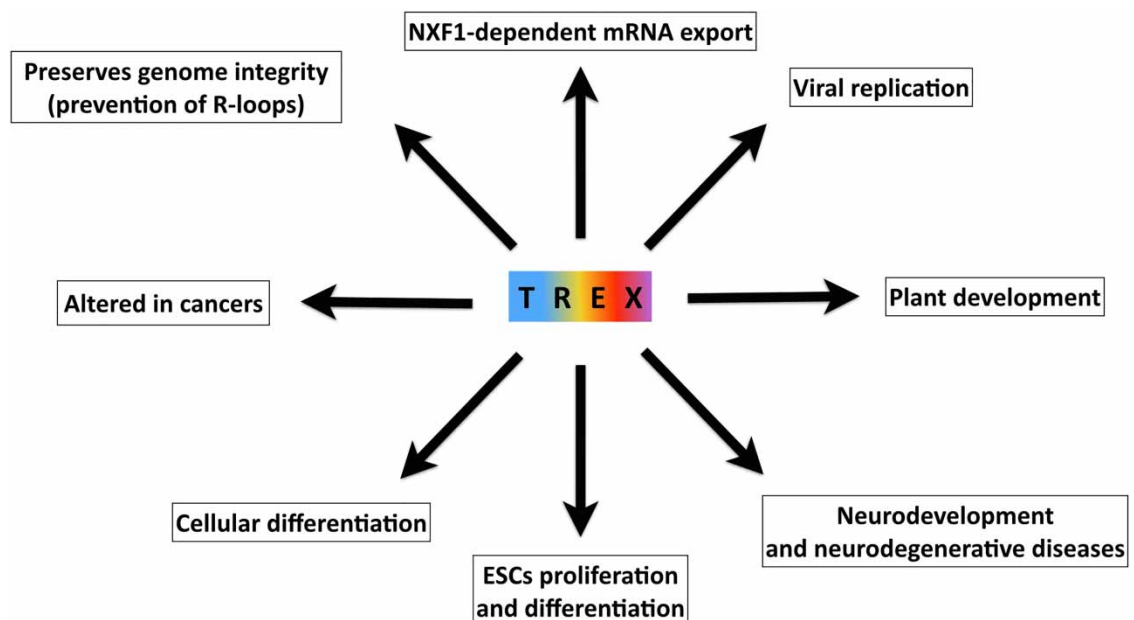 NXF1-dependent mRNA export
Preserves genome integrity
(prevention of R-loops)
Viral replication
T R E X
Altered in cancers
Plant development
Cellular differentiation
Neurodevelopment
and neurodegenerative diseases
ESCs proliferation
and differentiation